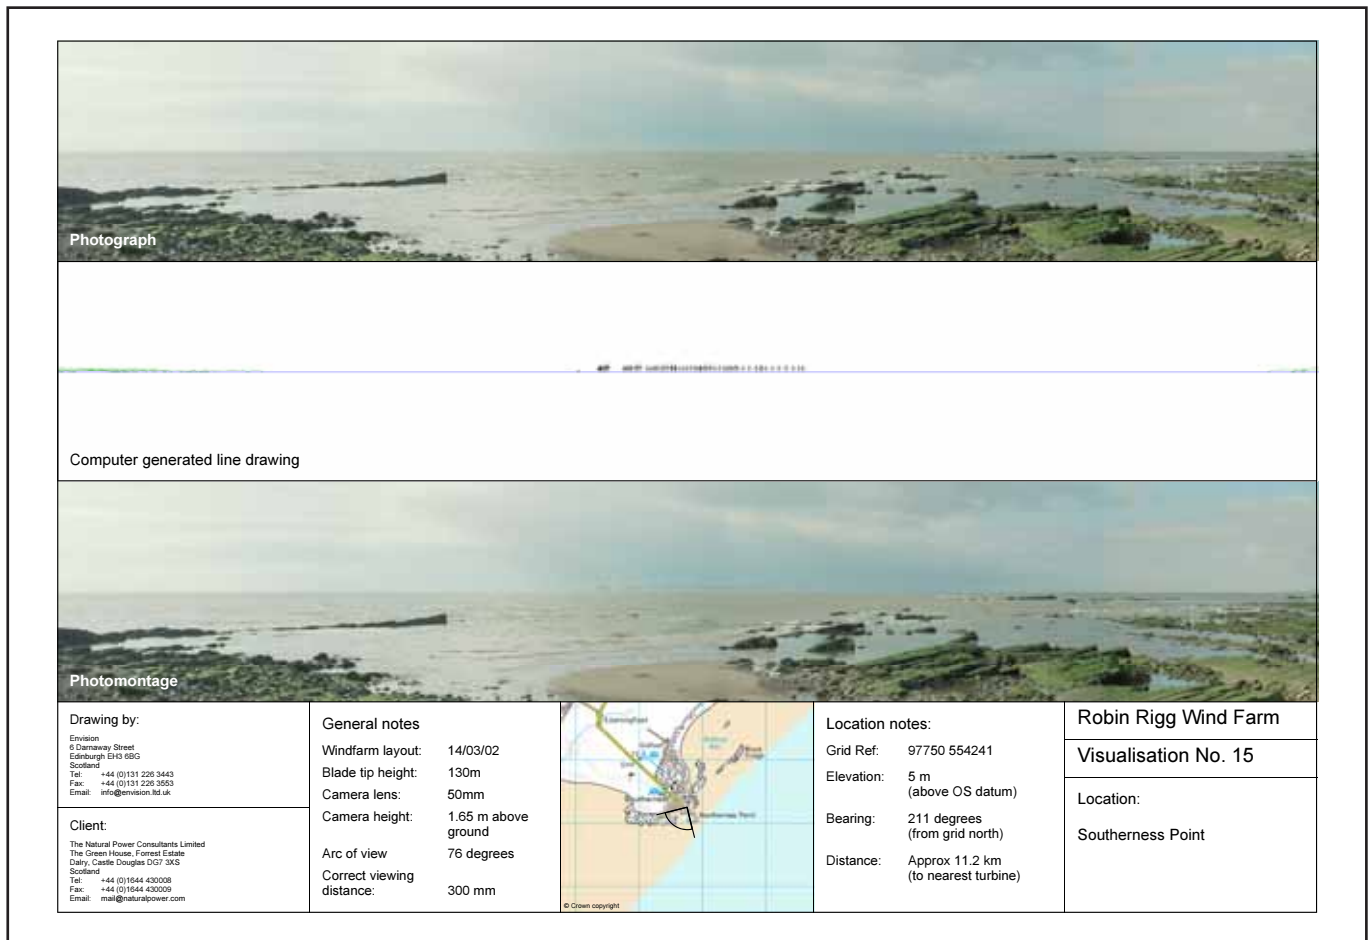 Photograph
Computer generated line drawing
Photomontage
Drawing by:
Envision
6 Darnaway Street
Edinburgh EH3 6BG
Scotland
Tel: +44 (0)131 226 3443
Fax: +44 (0)131 226 3553
Email: info@envision.ltd.uk
Client:
The Natural Power Consultants Limited
The Green House, Forrest Estate
Dalry, Castle Douglas DG7 3XS
Scotland
Tel: +44 (0)1644 430008
Fax: +44 (0)1644 430009
Email: mail@naturalpower.com
General notes
Windfarm layout: 14/03/02
Blade tip height: 130m
Camera lens: 50mm
Camera height: 1.65 m above
ground
Arc of view 76 degrees
Correct viewing
distance: 300 mm
Southerness
Southerness Point
© Crown copyright
Location notes:
Grid Ref: 97750 554241
Elevation: 5 m
(above OS datum)
Bearing: 211 degrees
(from grid north)
Distance: Approx 11.2 km
(to nearest turbine)
Robin Rigg Wind Farm
Visualisation No. 15
Location:
Southerness Point